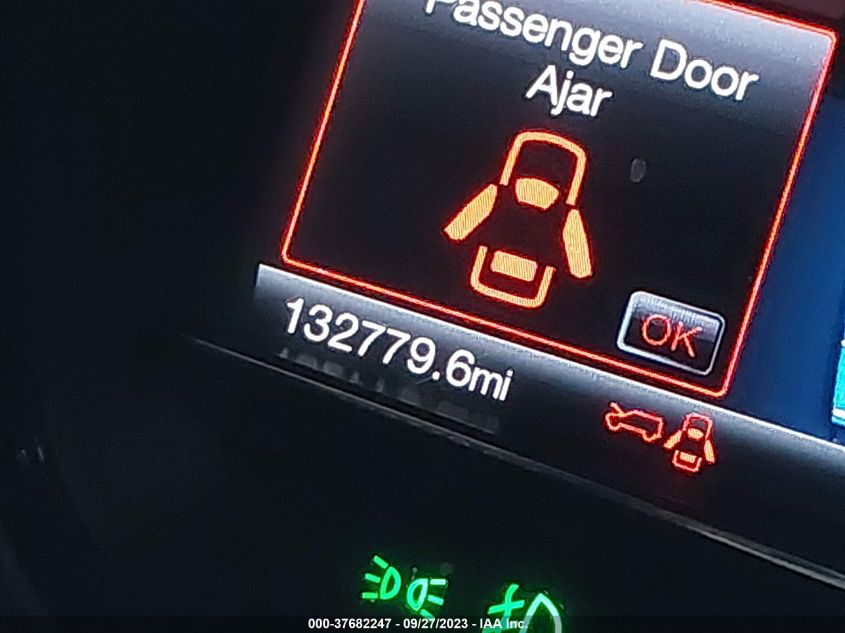 Passenger Door
Ajar
OK
132779.6mi
000-37682247 - 09/27/2023 - IAA Inc.